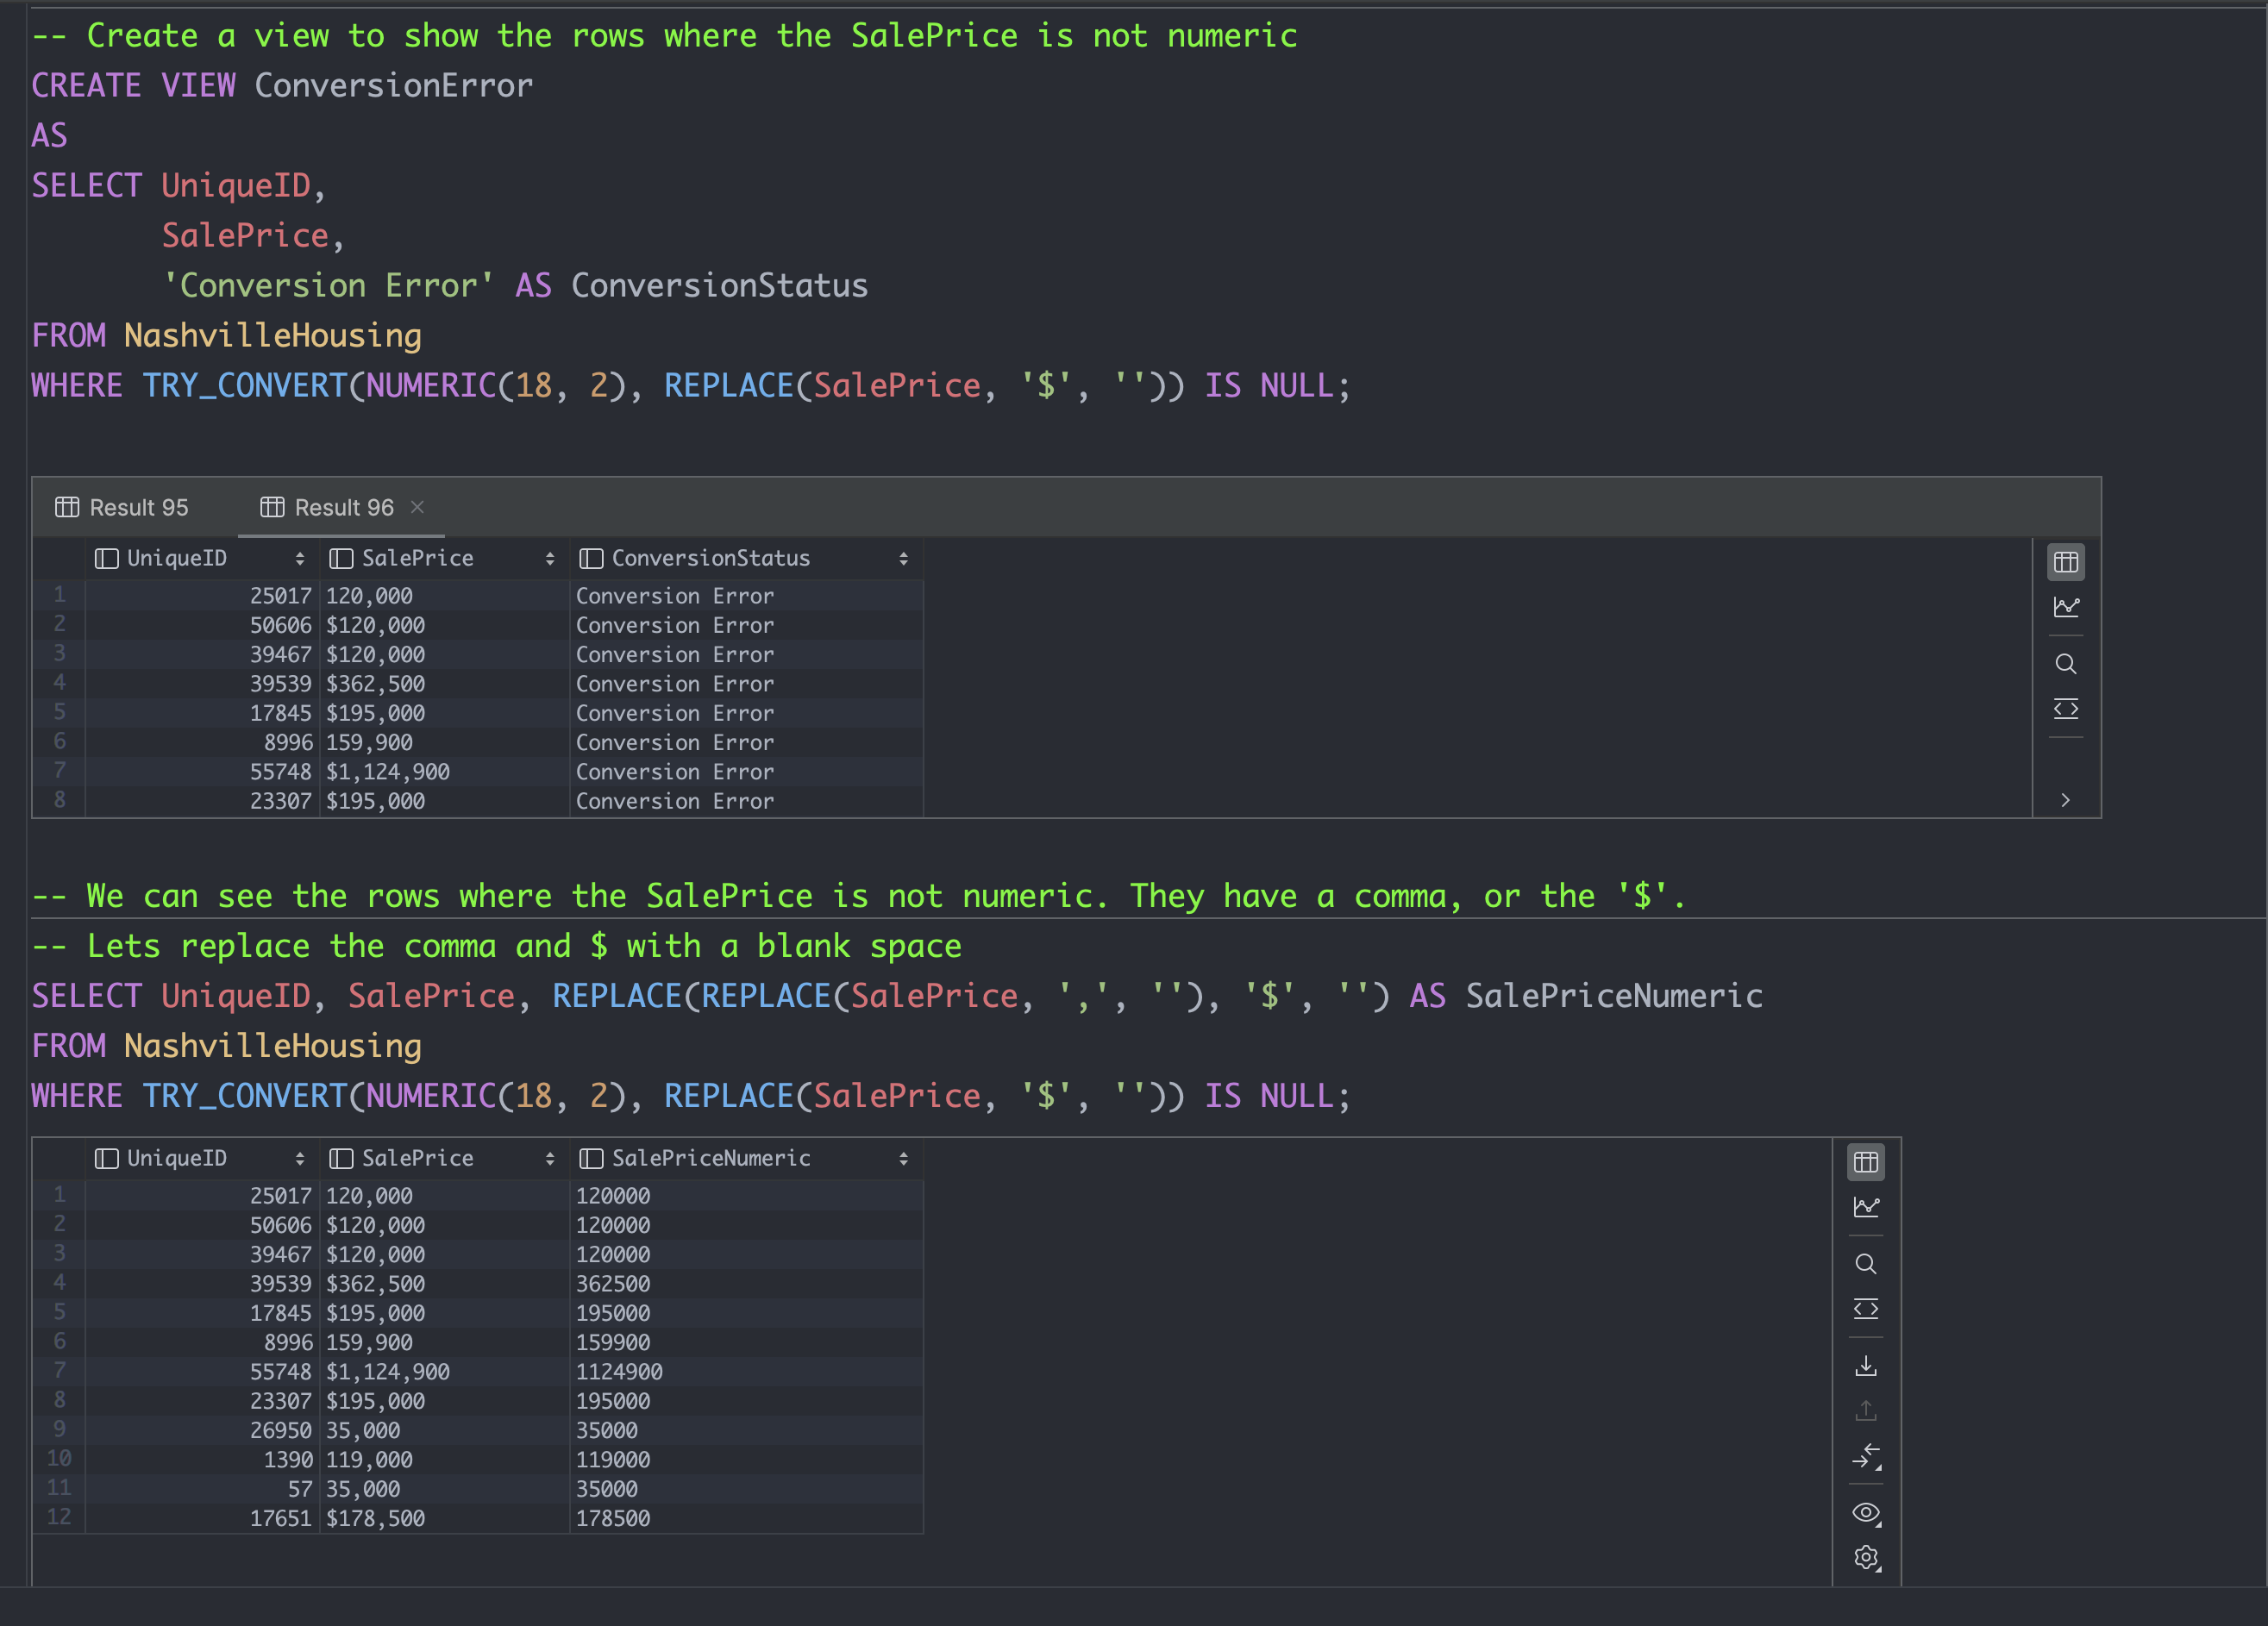 -- Create a view to show the rows where the SalePrice is not numeric
CREATE VIEW ConversionError
AS
SELECT UniqueID,
       SalePrice,
       'Conversion Error' AS ConversionStatus
FROM NashvilleHousing
WHERE TRY_CONVERT(NUMERIC(18, 2), REPLACE(SalePrice, '$', '')) IS NULL;
Result 95 Result 96
UniqueID SalePrice ConversionStatus
1 25017 120,000 Conversion Error
2 50606 $120,000 Conversion Error
3 39467 $120,000 Conversion Error
4 39539 $362,500 Conversion Error
5 17845 $195,000 Conversion Error
6 8996 159,900 Conversion Error
7 55748 $1,124,900 Conversion Error
8 23307 $195,000 Conversion Error
-- We can see the rows where the SalePrice is not numeric. They have a comma, or the '$'.
-- Lets replace the comma and $ with a blank space
SELECT UniqueID, SalePrice, REPLACE(REPLACE(SalePrice, ',', ''), '$', '') AS SalePriceNumeric
FROM NashvilleHousing
WHERE TRY_CONVERT(NUMERIC(18, 2), REPLACE(SalePrice, '$', '')) IS NULL;
UniqueID SalePrice SalePriceNumeric
1 25017 120,000 120000
2 50606 $120,000 120000
3 39467 $120,000 120000
4 39539 $362,500 362500
5 17845 $195,000 195000
6 8996 159,900 159900
7 55748 $1,124,900 1124900
8 23307 $195,000 195000
9 26950 35,000 35000
10 1390 119,000 119000
11 57 35,000 35000
12 17651 $178,500 178500